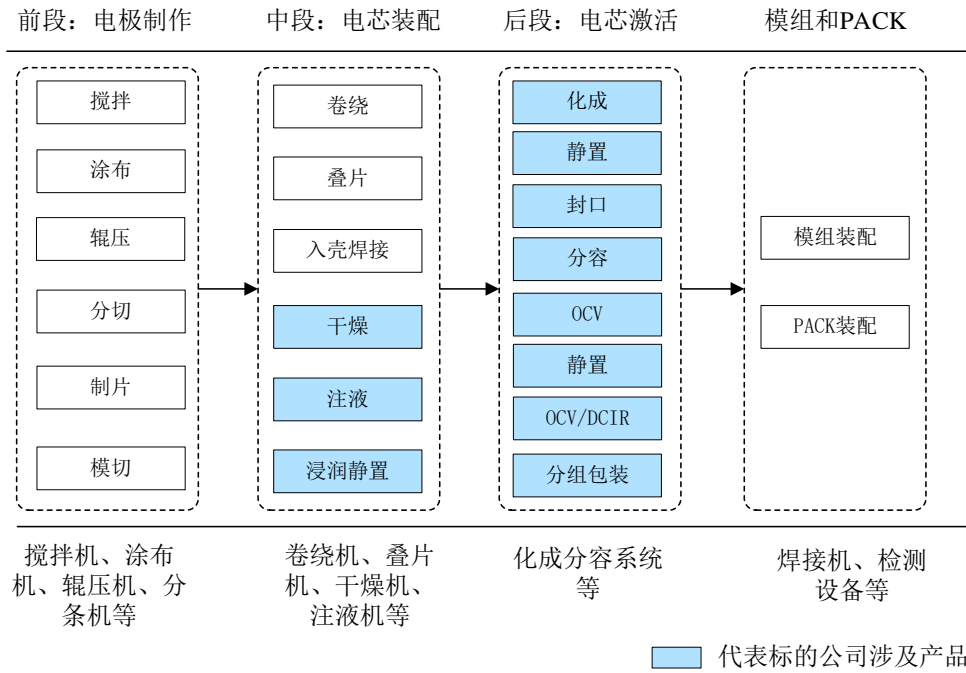 前段：电极制作
中段：电芯装配
后段：电芯激活
模组和PACK
搅拌
涂布
辊压
分切
制片
模切
卷绕
叠片
入壳焊接
干燥
注液
浸润静置
化成
静置
封口
分容
OCV
静置
OCV/DCIR
分组包装
模组装配
PACK装配
搅拌机、涂布
机、辊压机、分
条机等
卷绕机、叠片
机、干燥机、
注液机等
化成分容系统
等
焊接机、检测
设备等
代表标的公司涉及产品